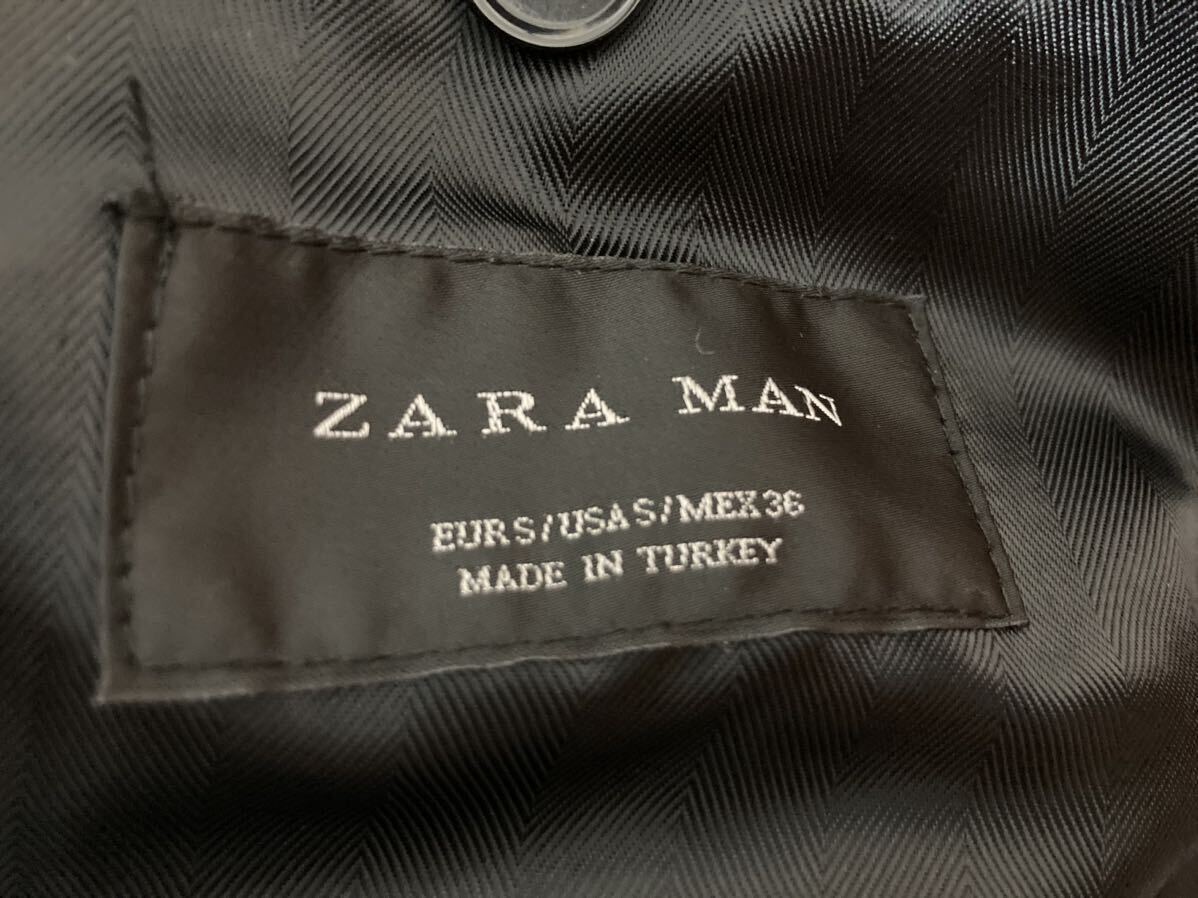 ZARA MAN
EUR S/USA S/MEX 36
MADE IN TURKEY